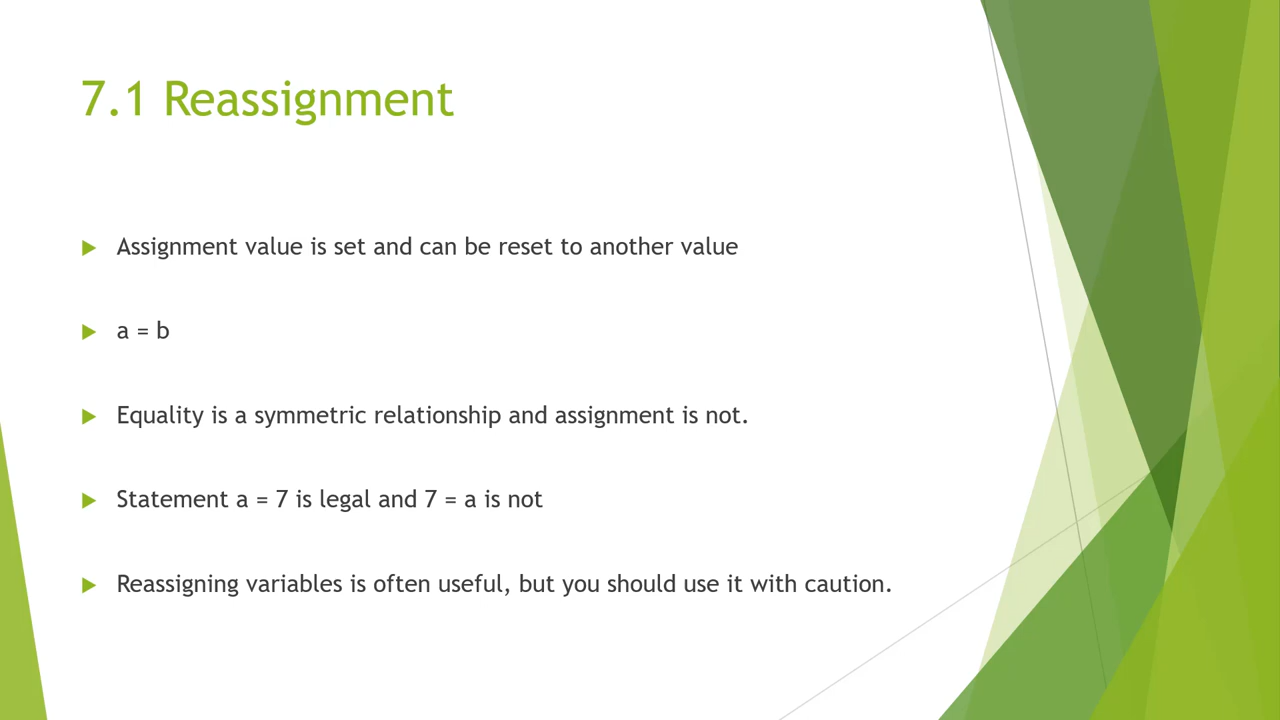 7.1 Reassignment
Assignment value is set and can be reset to another value
a = b
Equality is a symmetric relationship and assignment is not.
Statement a = 7 is legal and 7 = a is not
Reassigning variables is often useful, but you should use it with caution.